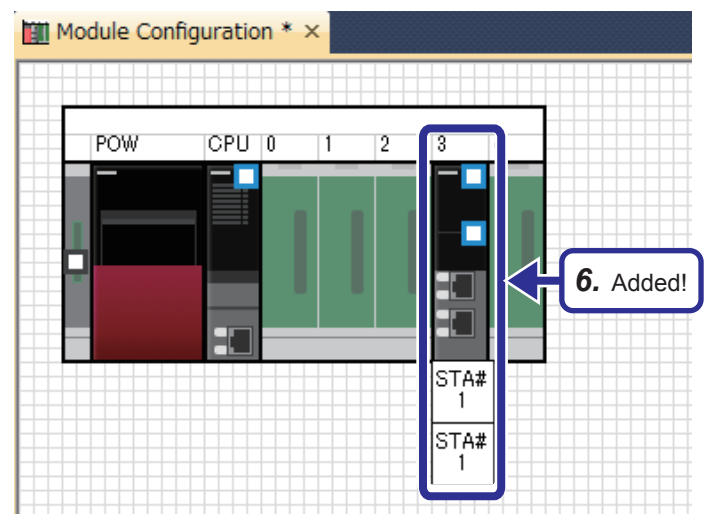 Module Configuration * ×
POW CPU 0 1 2 3
6. Added!
STA#
1
STA#
1